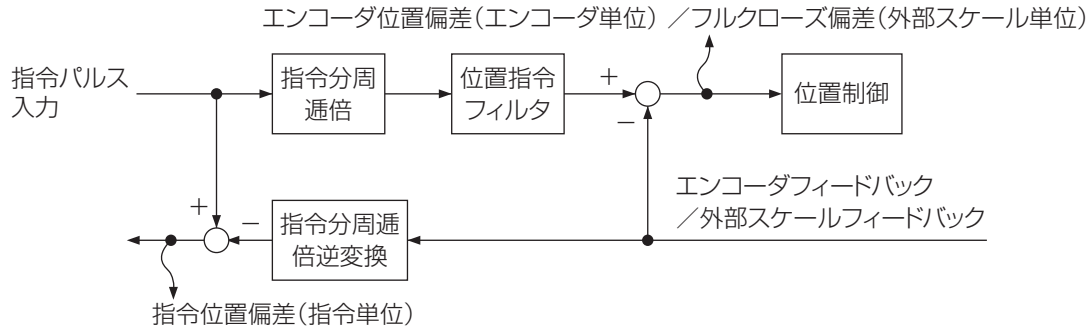 エンコーダ位置偏差(エンコーダ単位) /フルクローズ偏差(外部スケール単位)
指令パルス
入力
指令分周
逓倍
位置指令
フィルタ
+
−
位置制御
エンコーダフィードバック
/外部スケールフィードバック
+
−
指令分周逓
倍逆変換
指令位置偏差(指令単位)